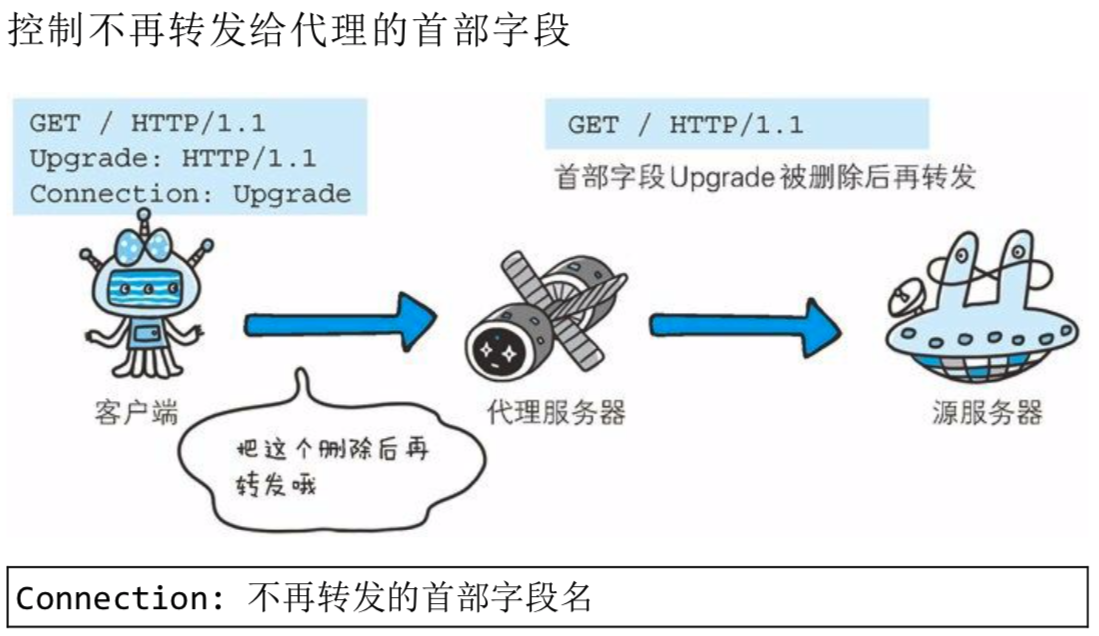 控制不再转发给代理的首部字段
GET / HTTP/1.1
Upgrade: HTTP/1.1
Connection: Upgrade
GET / HTTP/1.1
首部字段Upgrade被删除后再转发
客户端
代理服务器
源服务器
把这个删除后再
转发哦
Connection: 不再转发的首部字段名